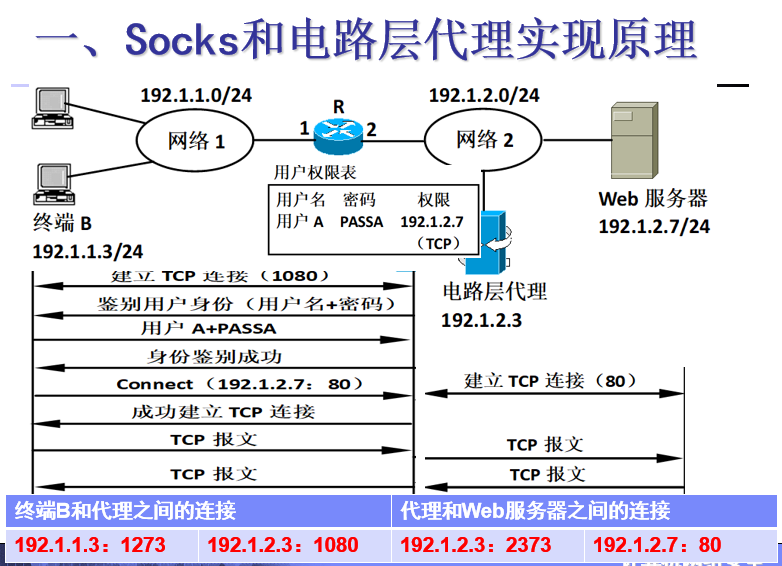 一、Socks和电路层代理实现原理
192.1.1.0/24
R
192.1.2.0/24
网络 1
1
2
网络 2
用户权限表
用户名 密码 权限
用户 A PASSA 192.1.2.7
（TCP）
终端 B
192.1.1.3/24
Web 服务器
192.1.2.7/24
电路层代理
192.1.2.3
建立 TCP 连接（1080）
鉴别用户身份（用户名+密码）
用户 A+PASSA
身份鉴别成功
Connect（192.1.2.7：80）
建立 TCP 连接（80）
成功建立 TCP 连接
TCP 报文
TCP 报文
TCP 报文
TCP 报文
终端B和代理之间的连接 代理和Web服务器之间的连接
192.1.1.3：1273 192.1.2.3：1080 192.1.2.3：2373 192.1.2.7：80